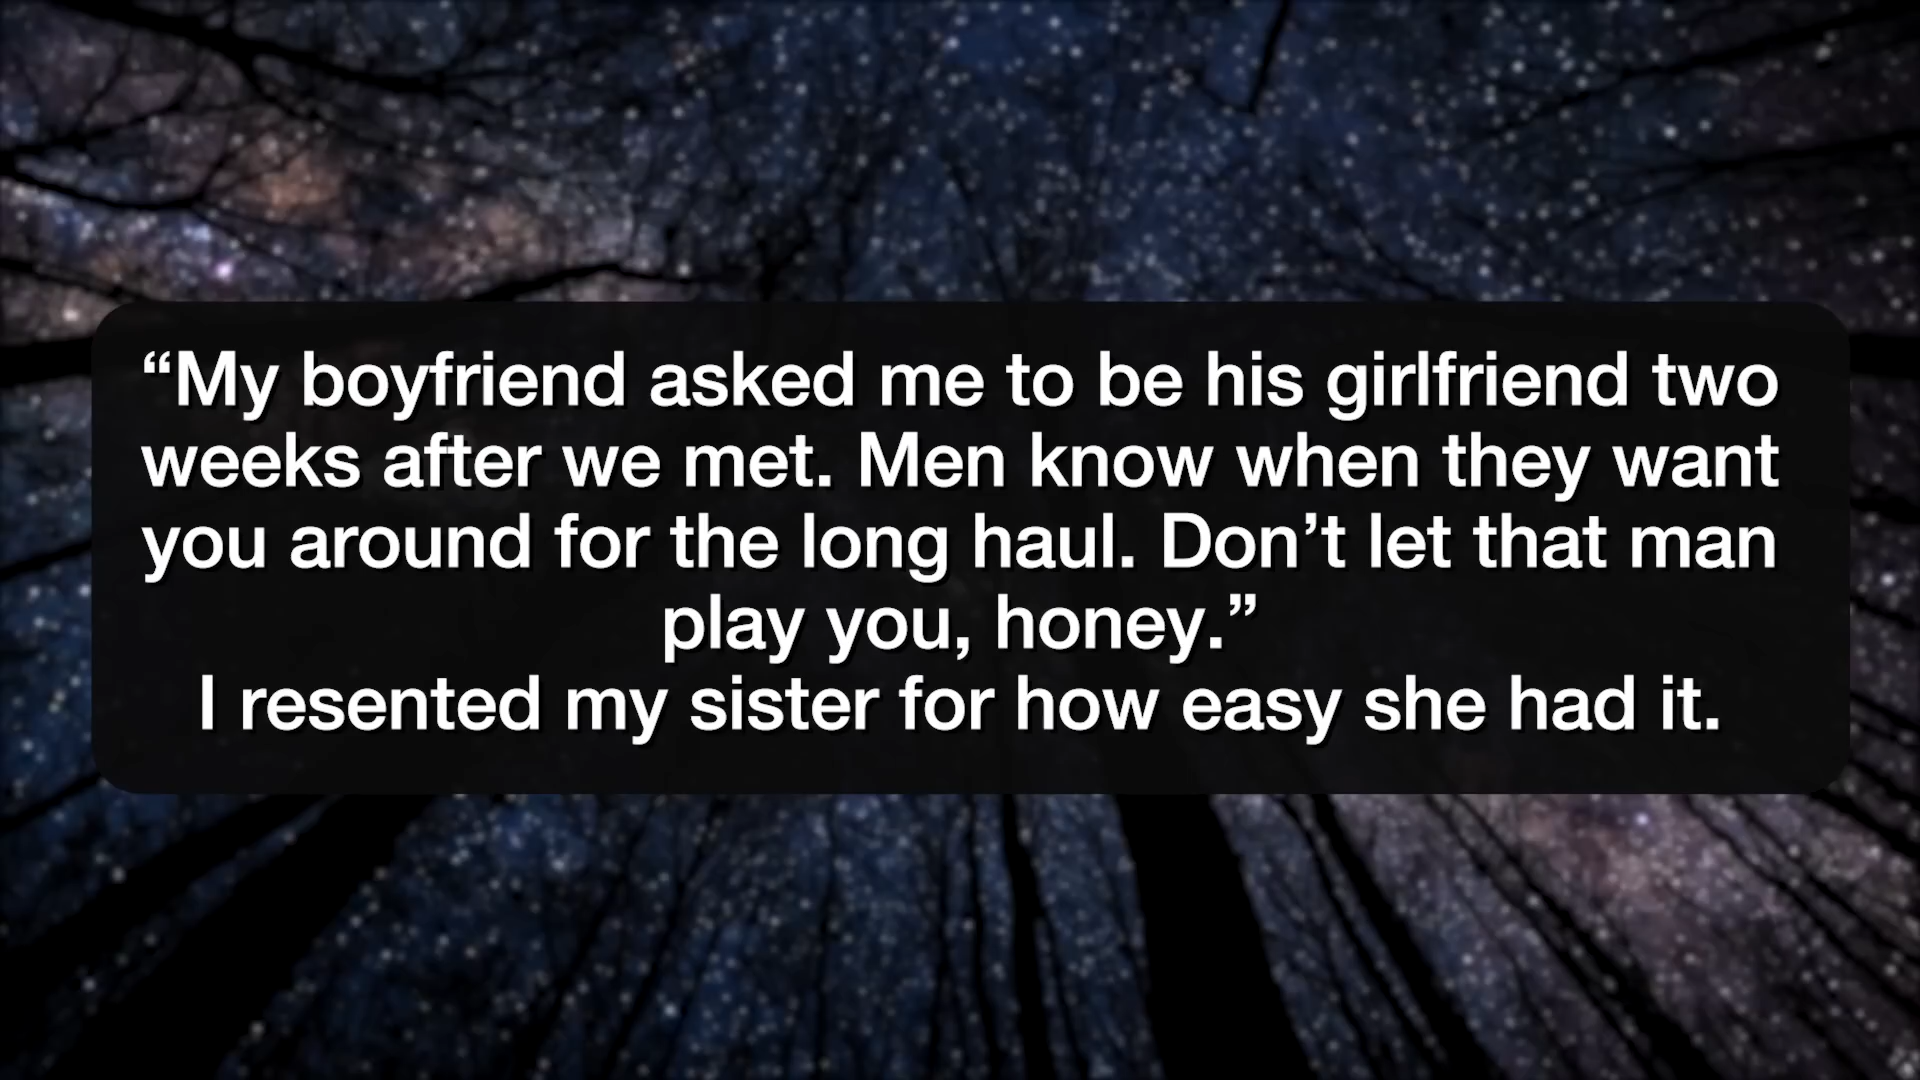 “My boyfriend asked me to be his girlfriend two
weeks after we met. Men know when they want
you around for the long haul. Don’t let that man
play you, honey.”
I resented my sister for how easy she had it.